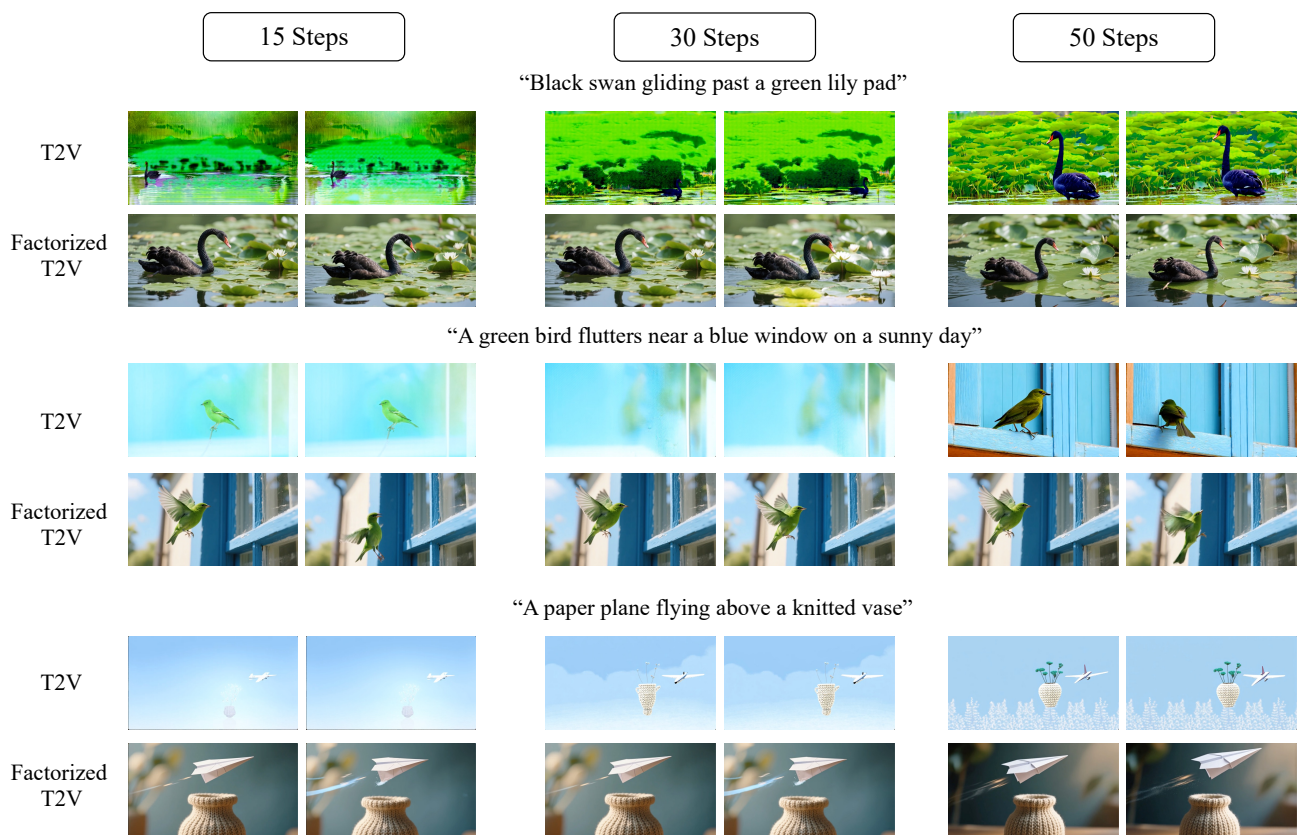 15 Steps
30 Steps
50 Steps
“Black swan gliding past a green lily pad”
T2V
Factorized
T2V
“A green bird flutters near a blue window on a sunny day”
T2V
Factorized
T2V
“A paper plane flying above a knitted vase”
T2V
Factorized
T2V